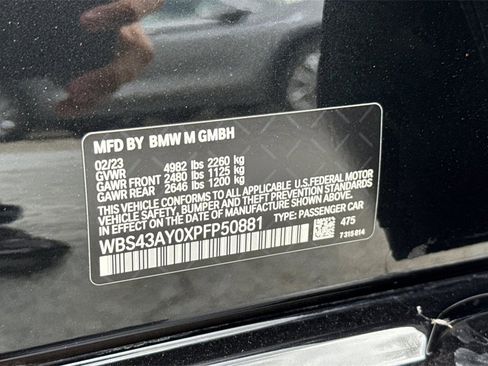 MFD BY BMW M GMBH
02/23
GVWR 4982 lbs 2260 kg
GAWR FRONT 2480 lbs 1125 kg
GAWR REAR 2646 lbs 1200 kg
THIS VEHICLE CONFORMS TO ALL APPLICABLE U.S. FEDERAL MOTOR
VEHICLE SAFETY, BUMPER AND THEFT PREVENTION STANDARDS IN
EFFECT ON THE DATE OF MANUFACTURE SHOWN ABOVE.
WBS43AY0XPFP50881 TYPE: PASSENGER CAR
475
7315814